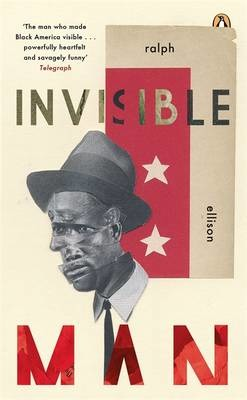 'The man who made
Black America visible . . .
powerfully heartfelt
and savagely funny'
Telegraph
ralph
INVISIBLE
ellison
MAN